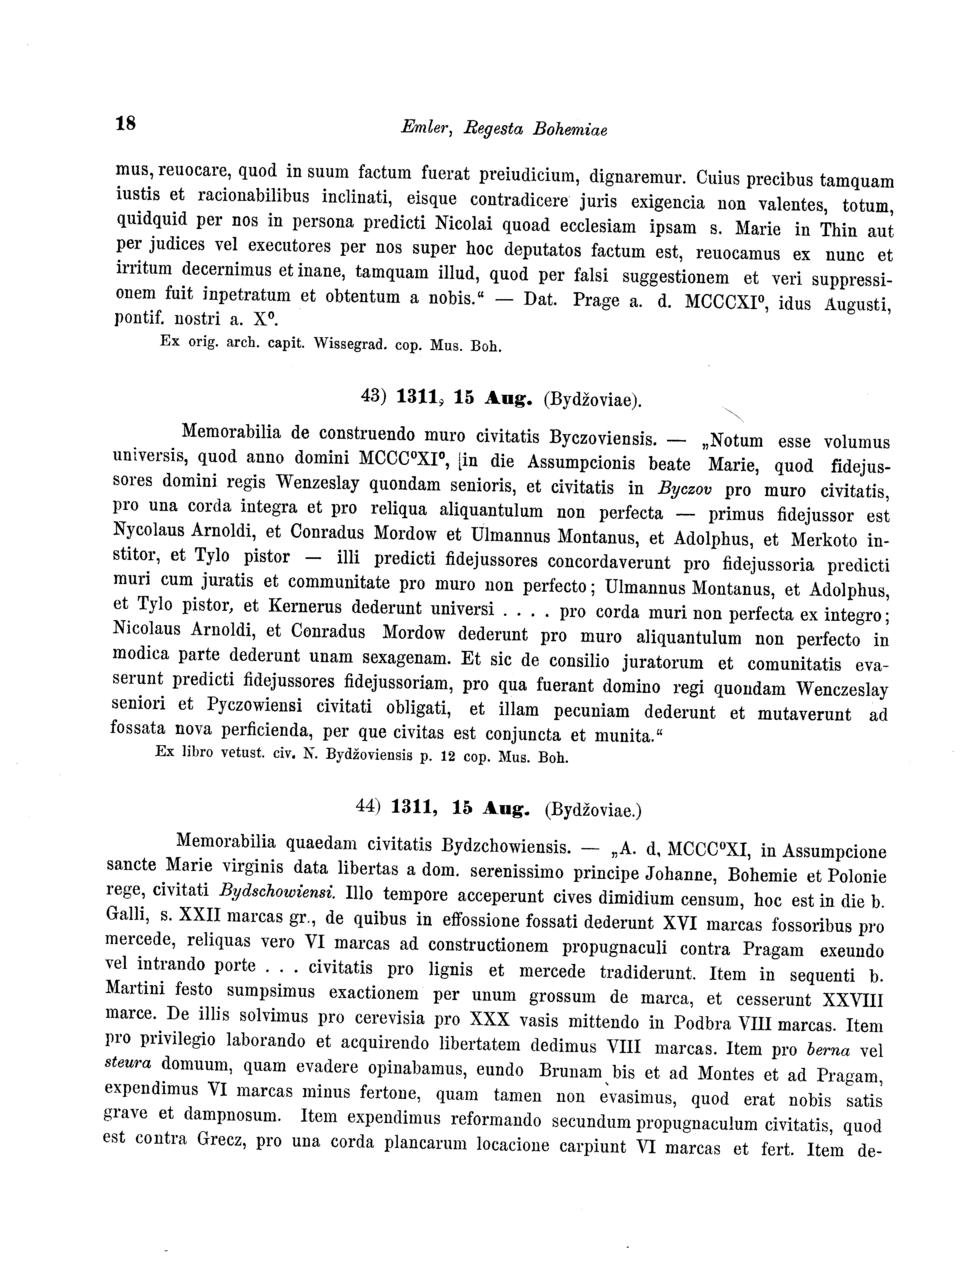 18
Emler, Regesta Bohemiae
mus, reuocare, quod in suum factum fuerat preiudicium, dignaremur. Cuius precibus tamquam
iustis et racionabilibus inclinati, eisque contradicere juris exigencia non valentes, totum,
quidquid per nos in persona predicti Nicolai quoad ecclesiam ipsam s. Marie in Thin aut
per judices vel executores per nos super hoc deputatos factum est, reuocamus ex nunc et
irritum decernimus et inane, tamquam illud, quod per falsi suggestionem et veri suppressi-
onem fuit inpetratum et obtentum a nobis.“ — Dat. Prage a. d. MCCCXI⁰, idus Augusti,
pontif. nostri a. X⁰.
Ex orig. arch. capit. Wissegrad. cop. Mus. Boh.
43) 1311, 15 Aug. (Bydžoviae).
Memorabilia de construendo muro civitatis Byczoviensis. — „Notum esse volumus
universis, quod anno domini MCCC⁰XI⁰, [in die Assumpcionis beate Marie, quod fidejus-
sores domini regis Wenzeslay quondam senioris, et civitatis in Byczov pro muro civitatis,
pro una corda integra et pro reliqua aliquantulum non perfecta — primus fidejussor est
Nycolaus Arnoldi, et Conradus Mordow et Ulmannus Montanus, et Adolphus, et Merkoto in-
stitor, et Tylo pistor — illi predicti fidejussores concordaverunt pro fidejussoria predicti
muri cum juratis et communitate pro muro non perfecto; Ulmannus Montanus, et Adolphus,
et Tylo pistor, et Kernerus dederunt universi . . . . pro corda muri non perfecta ex integro;
Nicolaus Arnoldi, et Conradus Mordow dederunt pro muro aliquantulum non perfecto in
modica parte dederunt unam sexagenam. Et sic de consilio juratorum et comunitatis eva-
serunt predicti fidejussores fidejussoriam, pro qua fuerant domino regi quondam Wenczeslay
seniori et Pyczowiensi civitati obligati, et illam pecuniam dederunt et mutaverunt ad
fossata nova perficienda, per que civitas est conjuncta et munita.“
Ex libro vetust. civ. N. Bydžoviensis p. 12 cop. Mus. Boh.
44) 1311, 15 Aug. (Bydžoviae.)
Memorabilia quaedam civitatis Bydzchowiensis. — „A. d, MCCC⁰XI, in Assumpcione
sancte Marie virginis data libertas a dom. serenissimo principe Johanne, Bohemie et Polonie
rege, civitati Bydschowiensi. Illo tempore acceperunt cives dimidium censum, hoc est in die b.
Galli, s. XXII marcas gr., de quibus in effossione fossati dederunt XVI marcas fossoribus pro
mercede, reliquas vero VI marcas ad constructionem propugnaculi contra Pragam exeundo
vel intrando porte . . . civitatis pro lignis et mercede tradiderunt. Item in sequenti b.
Martini festo sumpsimus exactionem per unum grossum de marca, et cesserunt XXVIII
marce. De illis solvimus pro cerevisia pro XXX vasis mittendo in Podbra VIII marcas. Item
pro privilegio laborando et acquirendo libertatem dedimus VIII marcas. Item pro berna vel
steura domuum, quam evadere opinabamus, eundo Brunam bis et ad Montes et ad Pragam,
expendimus VI marcas minus fertone, quam tamen non evasimus, quod erat nobis satis
grave et dampnosum. Item expendimus reformando secundum propugnaculum civitatis, quod
est contra Grecz, pro una corda plancarum locacione carpiunt VI marcas et fert. Item de-